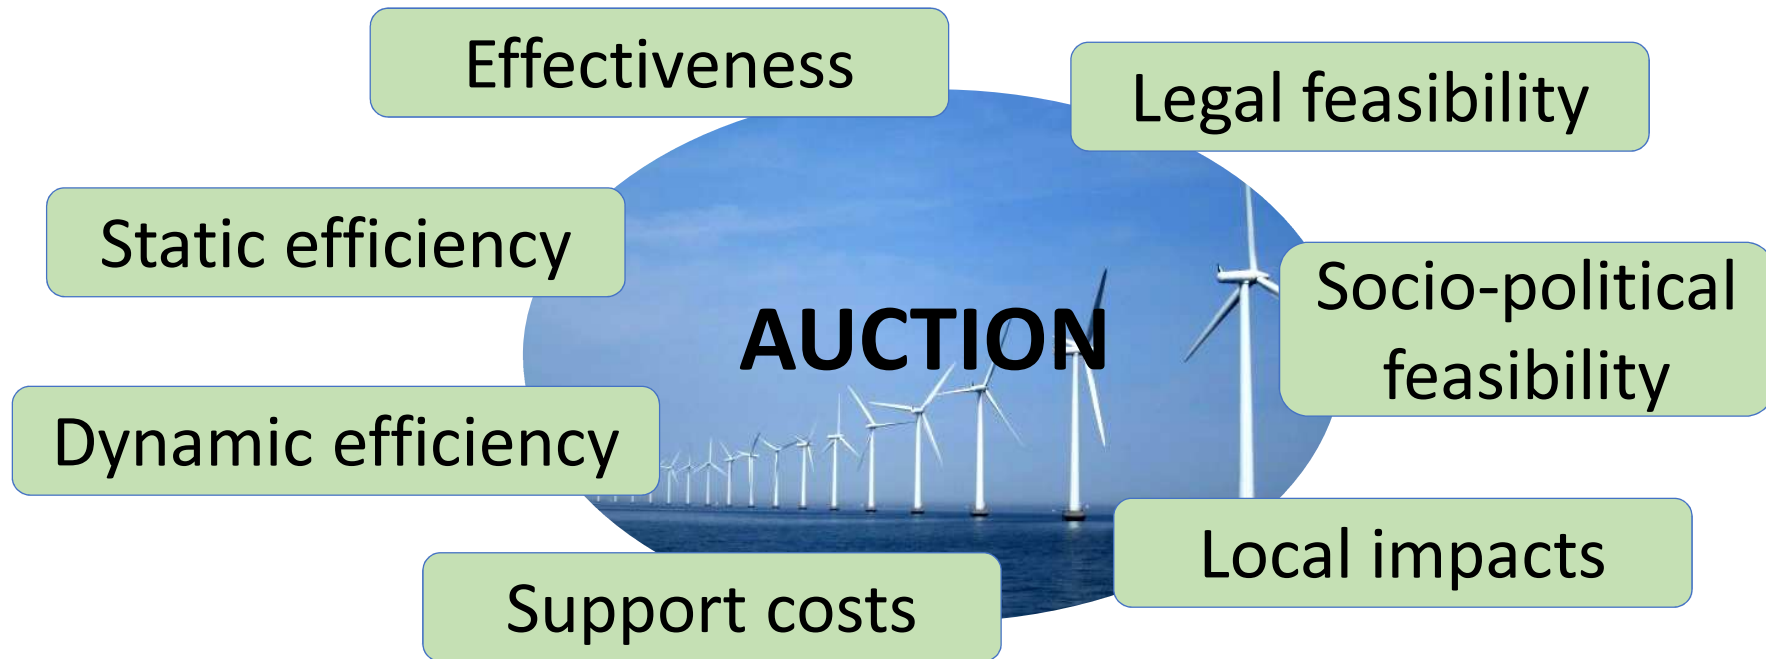 Effectiveness
Legal feasibility
Static efficiency
Socio-political
feasibility
AUCTION
Dynamic efficiency
Local impacts
Support costs